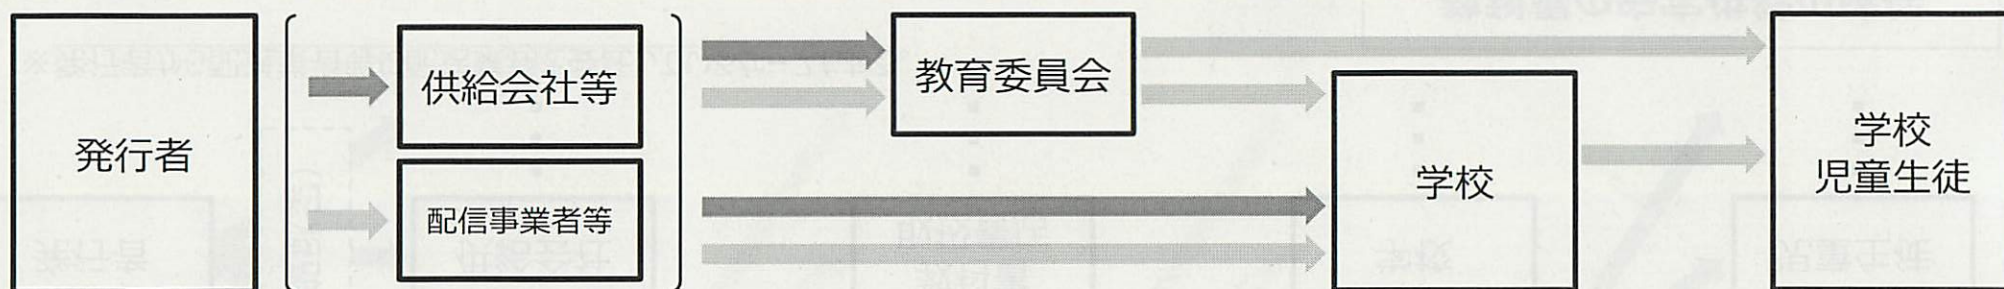 発行者
供給会社等
配信事業者等
教育委員会
学校
学校
児童生徒